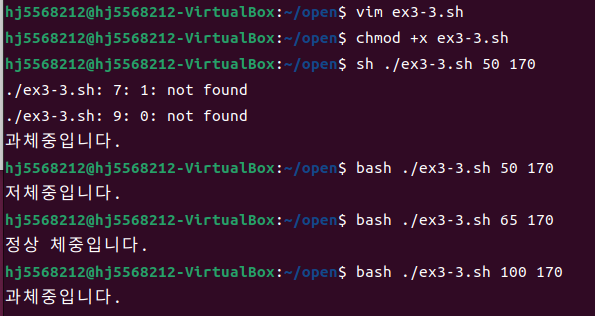 hj5568212@hj5568212-VirtualBox:~/open$ vim ex3-3.sh
hj5568212@hj5568212-VirtualBox:~/open$ chmod +x ex3-3.sh
hj5568212@hj5568212-VirtualBox:~/open$ sh ./ex3-3.sh 50 170
./ex3-3.sh: 7: 1: not found
./ex3-3.sh: 9: 0: not found
과체중입니다.
hj5568212@hj5568212-VirtualBox:~/open$ bash ./ex3-3.sh 50 170
저체중입니다.
hj5568212@hj5568212-VirtualBox:~/open$ bash ./ex3-3.sh 65 170
정상 체중입니다.
hj5568212@hj5568212-VirtualBox:~/open$ bash ./ex3-3.sh 100 170
과체중입니다.